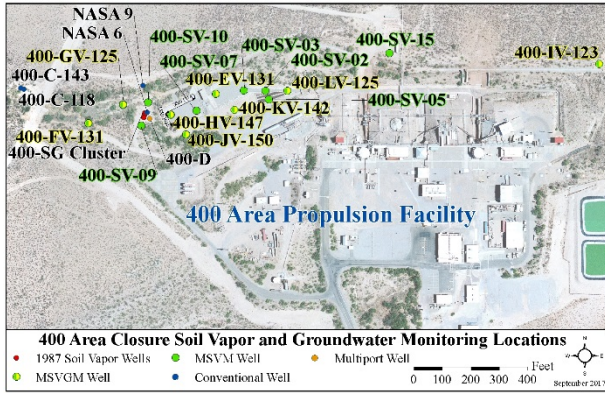 NASA 9
NASA 6
400-SV-10
400-SV-03
400-SV-15
400-GV-125
400-SV-07
400-SV-02
400-IV-123
400-C-143
400-EV-131
400-LV-125
400-C-118
400-SV-05
400-KV-142
400-FV-131
400-HV-147
400-SG Cluster
400-JV-150
400-D
400-SV-09
400 Area Propulsion Facility
400 Area Closure Soil Vapor and Groundwater Monitoring Locations
1987 Soil Vapor Wells
MSVM Well
Multiport Well
MSVGM Well
Conventional Well
Feet
0 100 200 300 400
N
W E
S
September 2017